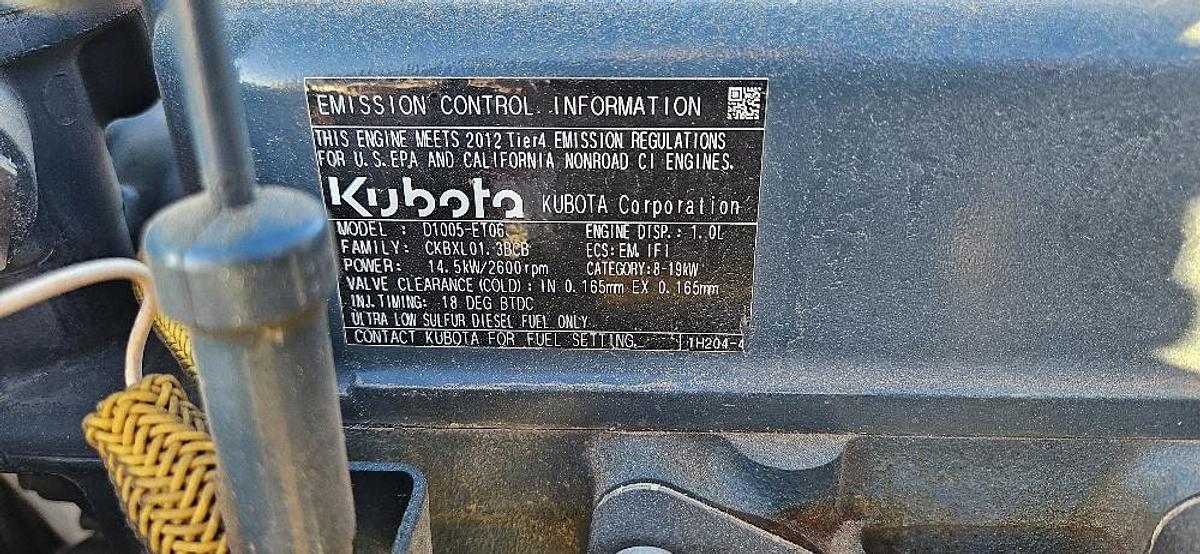 EMISSION CONTROL INFORMATION
THIS ENGINE MEETS 2012 Tier4 EMISSION REGULATIONS
FOR U.S.EPA AND CALIFORNIA NONROAD CI ENGINES.
Kubota KUBOTA Corporation
MODEL : D1005-ET06 ENGINE DISP.: 1.0L
FAMILY: CKBXL01.3BCB ECS: EM, IFI
POWER: 14.5kW/2600rpm CATEGORY: 8-19kW
VALVE CLEARANCE(COLD): IN 0.165mm EX 0.165mm
INJ.TIMING: 18 DEG BTDC
ULTRA LOW SULFUR DIESEL FUEL ONLY
CONTACT KUBOTA FOR FUEL SETTING. 1H204-4